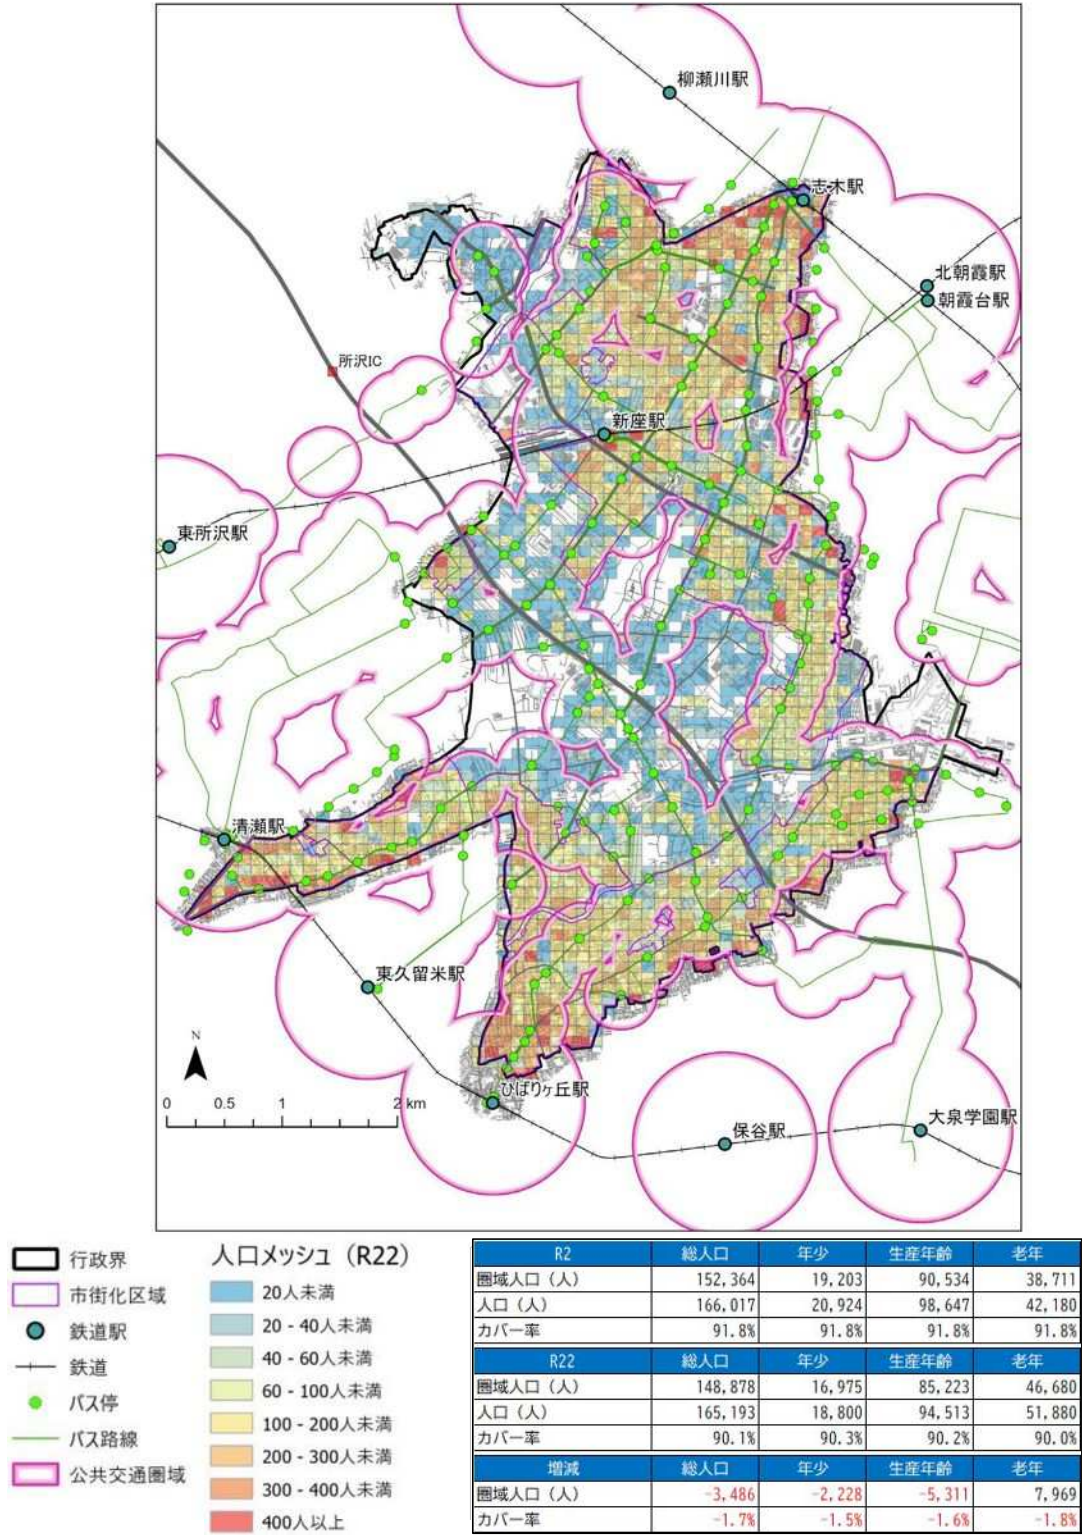 柳瀬川駅
志木駅
北朝霞駅
朝霞台駅
所沢IC
新座駅
東所沢駅
清瀬駅
東久留米駅
N
ひばりヶ丘駅
0 0.5 1 2 km
保谷駅
大泉学園駅
行政界
市街化区域
鉄道駅
鉄道
バス停
バス路線
公共交通圏域
人口メッシュ（R22）
20人未満
20 - 40人未満
40 - 60人未満
60 - 100人未満
100 - 200人未満
200 - 300人未満
300 - 400人未満
400人以上
R2 総人口 年少 生産年齢 老年
圏域人口（人） 152,364 19,203 90,534 38,711
人口（人） 166,017 20,924 98,647 42,180
カバー率 91.8% 91.8% 91.8% 91.8%
R22 総人口 年少 生産年齢 老年
圏域人口（人） 148,878 16,975 85,223 46,680
人口（人） 165,193 18,800 94,513 51,880
カバー率 90.1% 90.3% 90.2% 90.0%
増減 総人口 年少 生産年齢 老年
圏域人口（人） -3,486 -2,228 -5,311 7,969
カバー率 -1.7% -1.5% -1.6% -1.8%